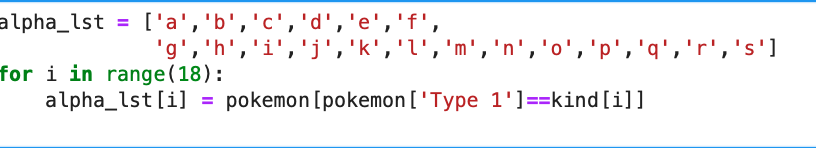 alpha_lst = ['a','b','c','d','e','f',
'g','h','i','j','k','l','m','n','o','p','q','r','s']
for i in range(18):
alpha_lst[i] = pokemon[pokemon['Type 1']==kind[i]]